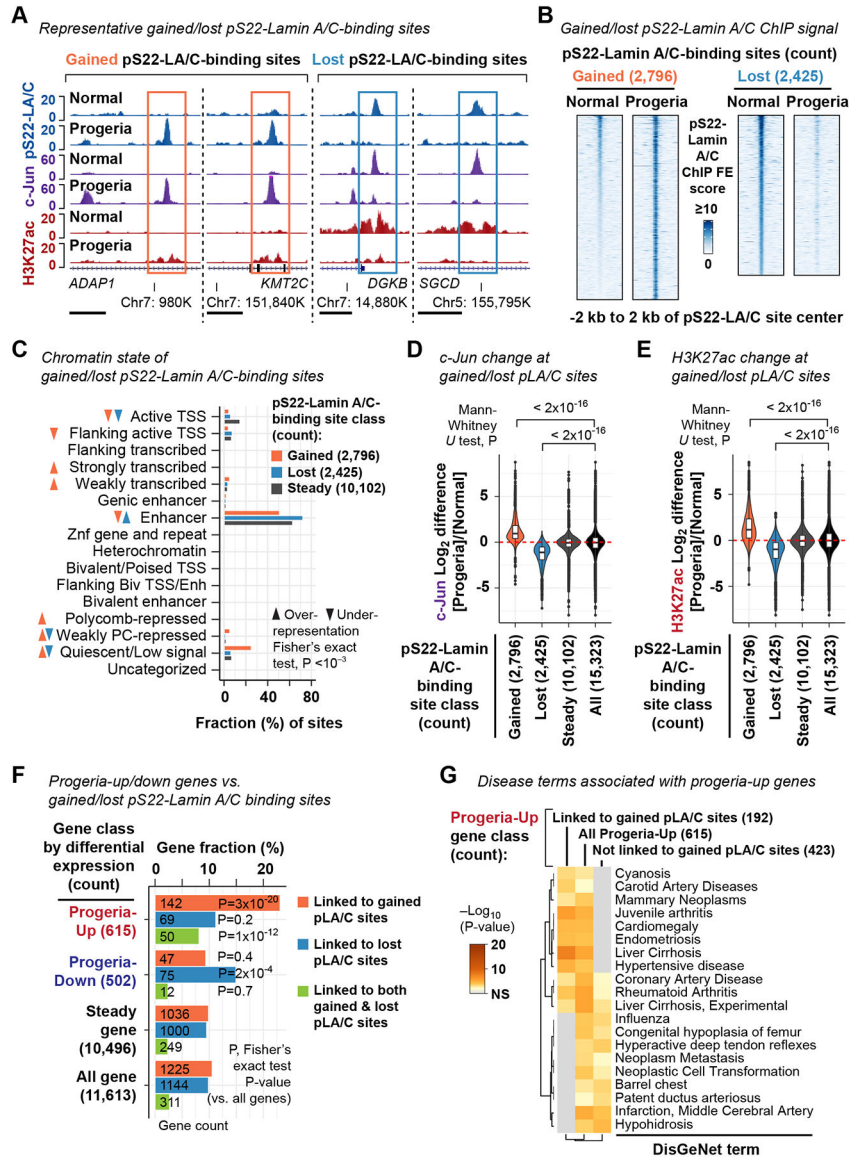 A
Representative gained/lost pS22-Lamin A/C-binding sites
Gained pS22-LA/C-binding sites
Lost pS22-LA/C-binding sites
pS22-LA/C
c-Jun
H3K27ac
20
0
Normal
20
0
Progeria
60
0
Normal
60
0
Progeria
20
0
Normal
20
0
Progeria
ADAP1
KMT2C
DGKB
SGCD
Chr7: 980K
Chr7: 151,840K
Chr7: 14,880K
Chr5: 155,795K
B
Gained/lost pS22-Lamin A/C ChIP signal
pS22-Lamin A/C-binding sites (count)
Gained (2,796)
Lost (2,425)
Normal Progeria
Normal Progeria
pS22-
Lamin
A/C
ChIP FE
score
≥10
0
-2 kb to 2 kb of pS22-LA/C site center
C
Chromatin state of
gained/lost pS22-Lamin A/C-binding sites
Active TSS
Flanking active TSS
Flanking transcribed
Strongly transcribed
Weakly transcribed
Genic enhancer
Enhancer
Znf gene and repeat
Heterochromatin
Bivalent/Poised TSS
Flanking Biv TSS/Enh
Bivalent enhancer
Polycomb-repressed
Weakly PC-repressed
Quiescent/Low signal
Uncategorized
pS22-Lamin A/C-
binding site class
(count):
Gained (2,796)
Lost (2,425)
Steady (10,102)
▲ Over- ▼ Under-
representation
Fisher's exact
test, P <10⁻³
0 40 80
Fraction (%) of sites
D
c-Jun change at
gained/lost pLA/C sites
Mann-
Whitney
U test, P
< 2x10⁻¹⁶
< 2x10⁻¹⁶
c-Jun Log₂ difference
[Progeria]/[Normal]
5
0
-5
pS22-Lamin
A/C-
binding
site class
(count)
Gained (2,796)
Lost (2,425)
Steady (10,102)
All (15,323)
E
H3K27ac change at
gained/lost pLA/C sites
Mann-
Whitney
U test, P
< 2x10⁻¹⁶
< 2x10⁻¹⁶
H3K27ac Log₂ difference
[Progeria]/[Normal]
5
0
-5
pS22-Lamin
A/C-
binding
site class
(count)
Gained (2,796)
Lost (2,425)
Steady (10,102)
All (15,323)
F
Progeria-up/down genes vs.
gained/lost pS22-Lamin A/C binding sites
Gene class
by differential
expression
(count)
Gene fraction (%)
0 10 20
Progeria-
Up (615)
142 P=3x10⁻²⁰
69 P=0.2
50 P=1x10⁻¹²
Progeria-
Down (502)
47 P=0.4
75 P=2x10⁻⁴
12 P=0.7
Steady
gene
(10,496)
1036
1000
249
All gene
(11,613)
1225
1144
311
P, Fisher's
exact test
P-value
(vs. all genes)
Gene count
Linked to gained
pLA/C sites
Linked to lost
pLA/C sites
Linked to both
gained & lost
pLA/C sites
G
Disease terms associated with progeria-up genes
Progeria-Up
gene class
(count):
Linked to gained pLA/C sites (192)
All Progeria-Up (615)
Not linked to gained pLA/C sites (423)
–Log₁₀
(P-value)
20
10
NS
Cyanosis
Carotid Artery Diseases
Mammary Neoplasms
Juvenile arthritis
Cardiomegaly
Endometriosis
Liver Cirrhosis
Hypertensive disease
Coronary Artery Disease
Rheumatoid Arthritis
Liver Cirrhosis, Experimental
Influenza
Congenital hypoplasia of femur
Hyperactive deep tendon reflexes
Neoplasm Metastasis
Neoplastic Cell Transformation
Barrel chest
Patent ductus arteriosus
Infarction, Middle Cerebral Artery
Hypohidrosis
DisGeNet term